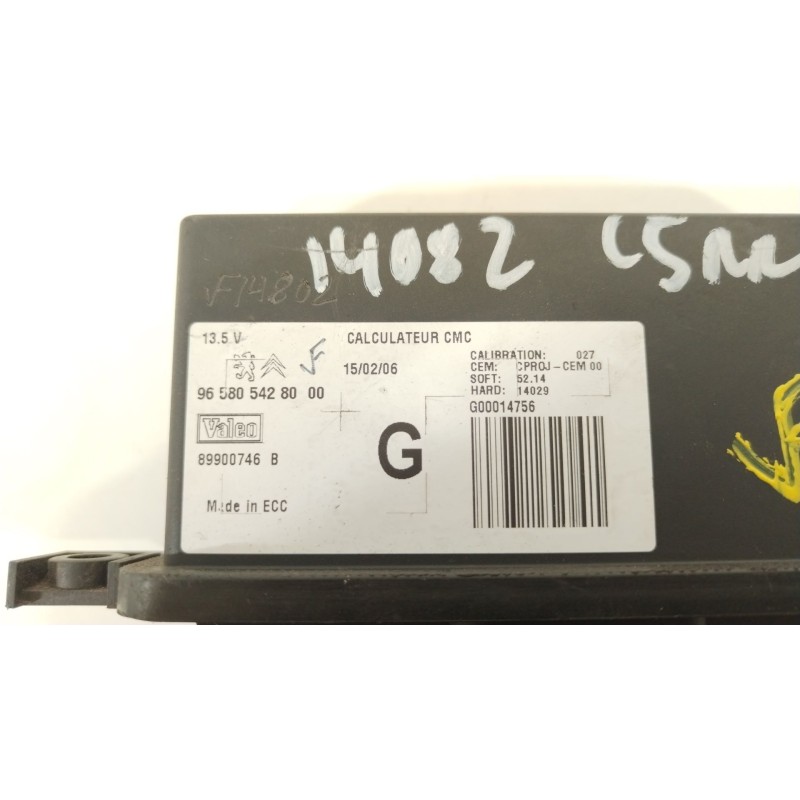 14082 C5
F14802
13.5 V CALCULATEUR CMC
15/02/06
96 580 542 80 00
Valeo
89900746 B
Made in ECC
G
CALIBRATION: 027
CEM: CPROJ-CEM 00
SOFT: 52.14
HARD: 14029
G00014756